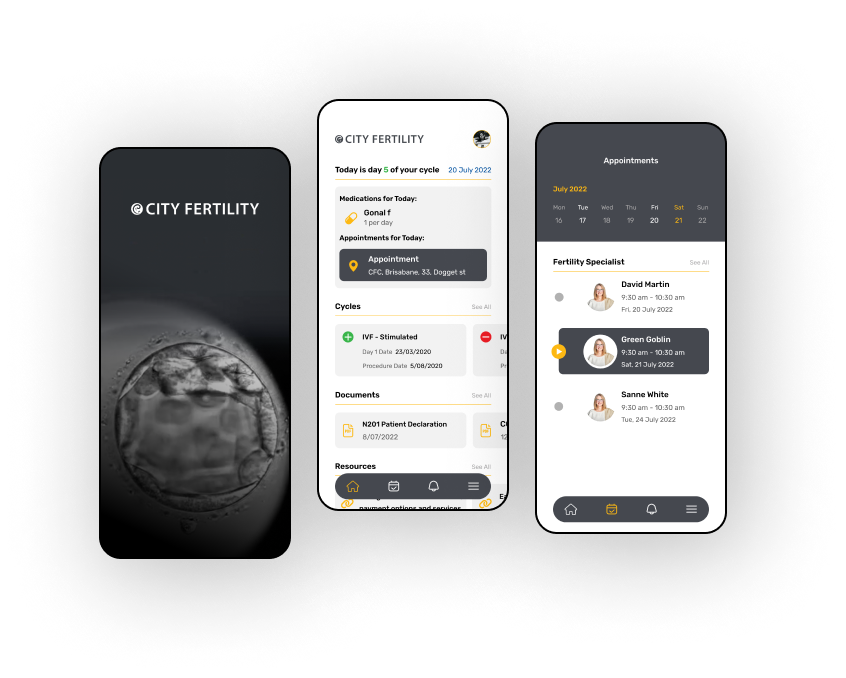 CITY FERTILITY
CITY FERTILITY
Today is day 5 of your cycle 20 July 2022
Medications for Today:
Gonal f
1 per day
Appointments for Today:
Appointment
CFC, Brisabane, 33, Dogget st
Cycles See All
IVF - Stimulated
Day 1 Date 23/03/2020
Procedure Date 5/08/2020
IV
Da
Pr
Documents See All
N201 Patient Declaration
8/07/2022
12
Resources See All
payment options and services
Ea
Appointments
July 2022
Mon Tue Wed Thu Fri Sat Sun
16 17 18 19 20 21 22
Fertility Specialist See All
David Martin
9:30 am - 10:30 am
Fri, 20 July 2022
Green Goblin
9:30 am - 10:30 am
Sat, 21 July 2022
Sanne White
9:30 am - 10:30 am
Tue, 24 July 2022